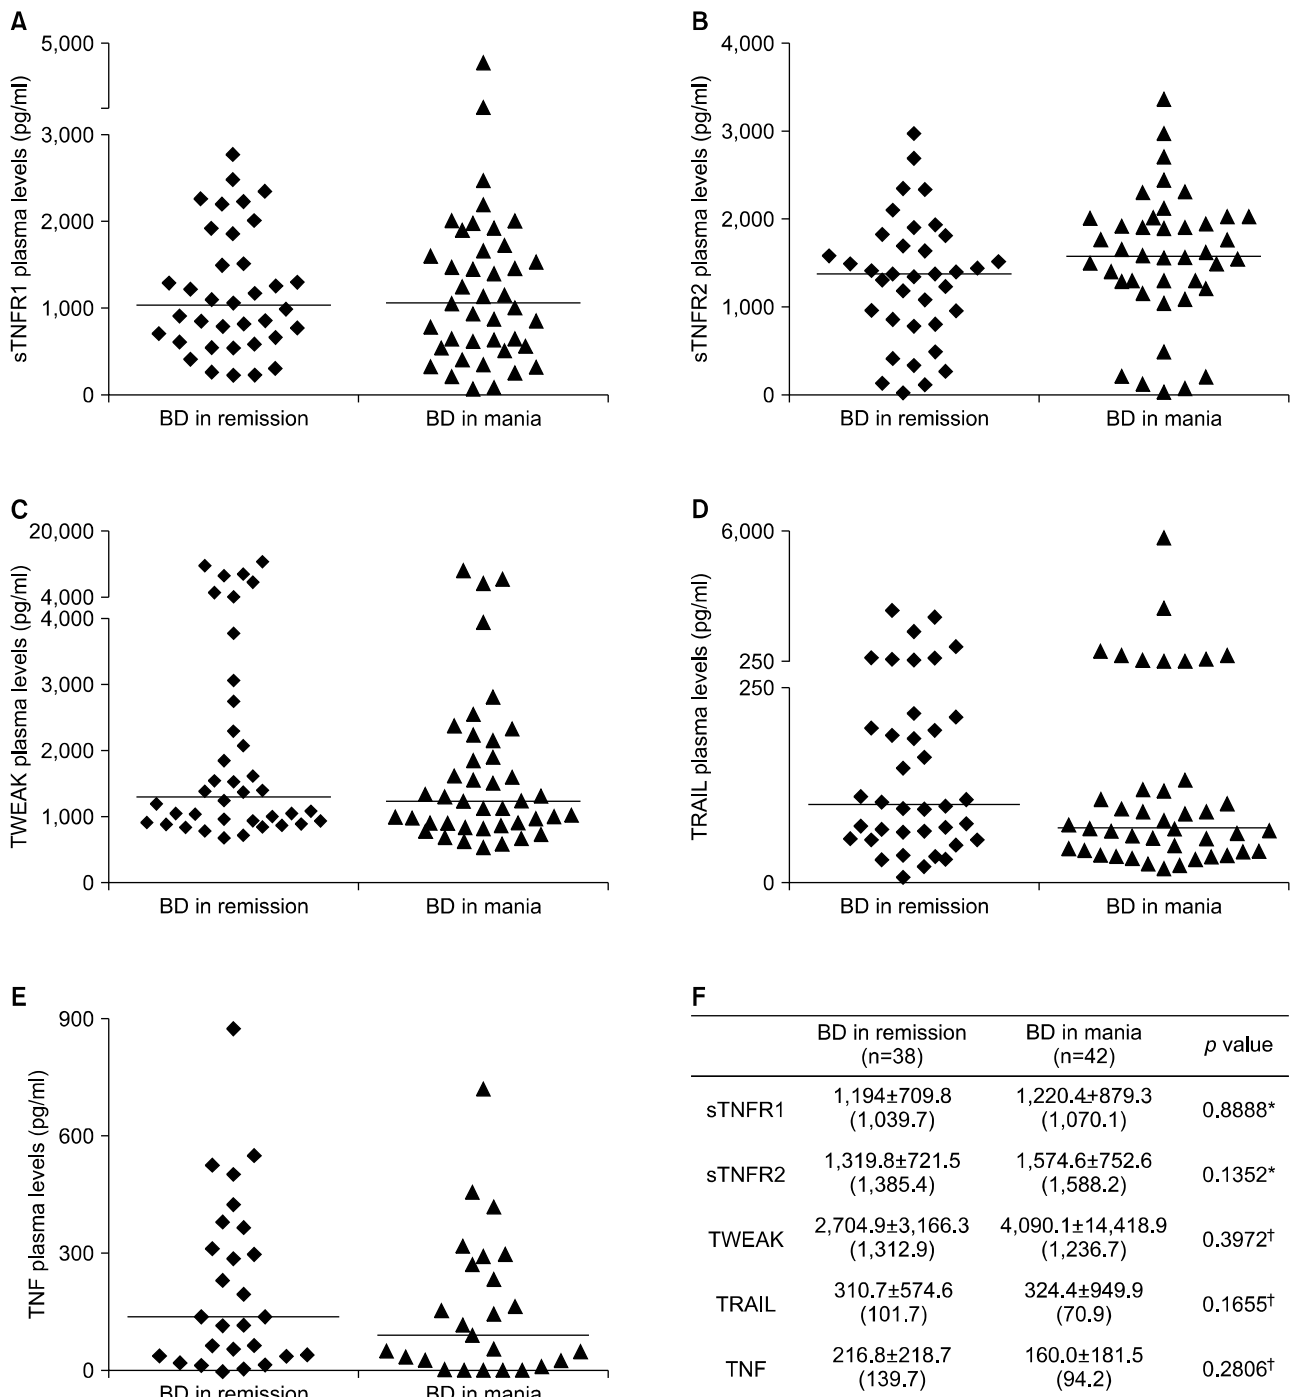 A
5,000
3,000
2,000
1,000
0
sTNFR1 plasma levels (pg/ml)
BD in remission
BD in mania
B
4,000
3,000
2,000
1,000
0
sTNFR2 plasma levels (pg/ml)
BD in remission
BD in mania
C
20,000
4,000
4,000
3,000
2,000
1,000
0
TWEAK plasma levels (pg/ml)
BD in remission
BD in mania
D
6,000
250
250
0
TRAIL plasma levels (pg/ml)
BD in remission
BD in mania
E
900
600
300
0
TNF plasma levels (pg/ml)
BD in remission
BD in mania
F
BD in remission BD in mania p value
(n=38) (n=42)
sTNFR1 1,194±709.8 1,220.4±879.3 0.8888*
(1,039.7) (1,070.1)
sTNFR2 1,319.8±721.5 1,574.6±752.6 0.1352*
(1,385.4) (1,588.2)
TWEAK 2,704.9±3,166.3 4,090.1±14,418.9 0.3972†
(1,312.9) (1,236.7)
TRAIL 310.7±574.6 324.4±949.9 0.1655†
(101.7) (70.9)
TNF 216.8±218.7 160.0±181.5 0.2806†
(139.7) (94.2)